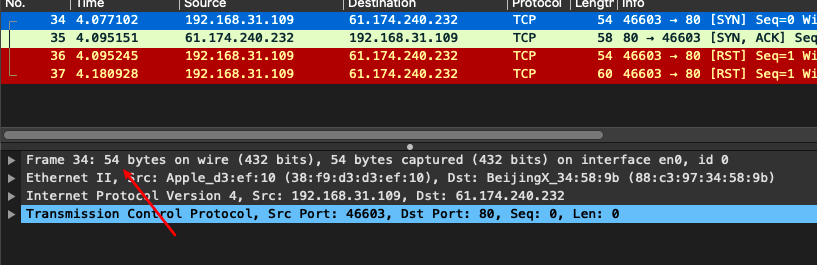 No. Time Source Destination Protocol Length Info
34 4.077102 192.168.31.109 61.174.240.232 TCP 54 46603 → 80 [SYN] Seq=0 Wi
35 4.095151 61.174.240.232 192.168.31.109 TCP 58 80 → 46603 [SYN, ACK] Seq=
36 4.095245 192.168.31.109 61.174.240.232 TCP 54 46603 → 80 [RST] Seq=1 Wi
37 4.180928 192.168.31.109 61.174.240.232 TCP 60 46603 → 80 [RST] Seq=1 Wi
Frame 34: 54 bytes on wire (432 bits), 54 bytes captured (432 bits) on interface en0, id 0
Ethernet II, Src: Apple_d3:ef:10 (38:f9:d3:d3:ef:10), Dst: BeijingX_34:58:9b (88:c3:97:34:58:9b)
Internet Protocol Version 4, Src: 192.168.31.109, Dst: 61.174.240.232
Transmission Control Protocol, Src Port: 46603, Dst Port: 80, Seq: 0, Len: 0